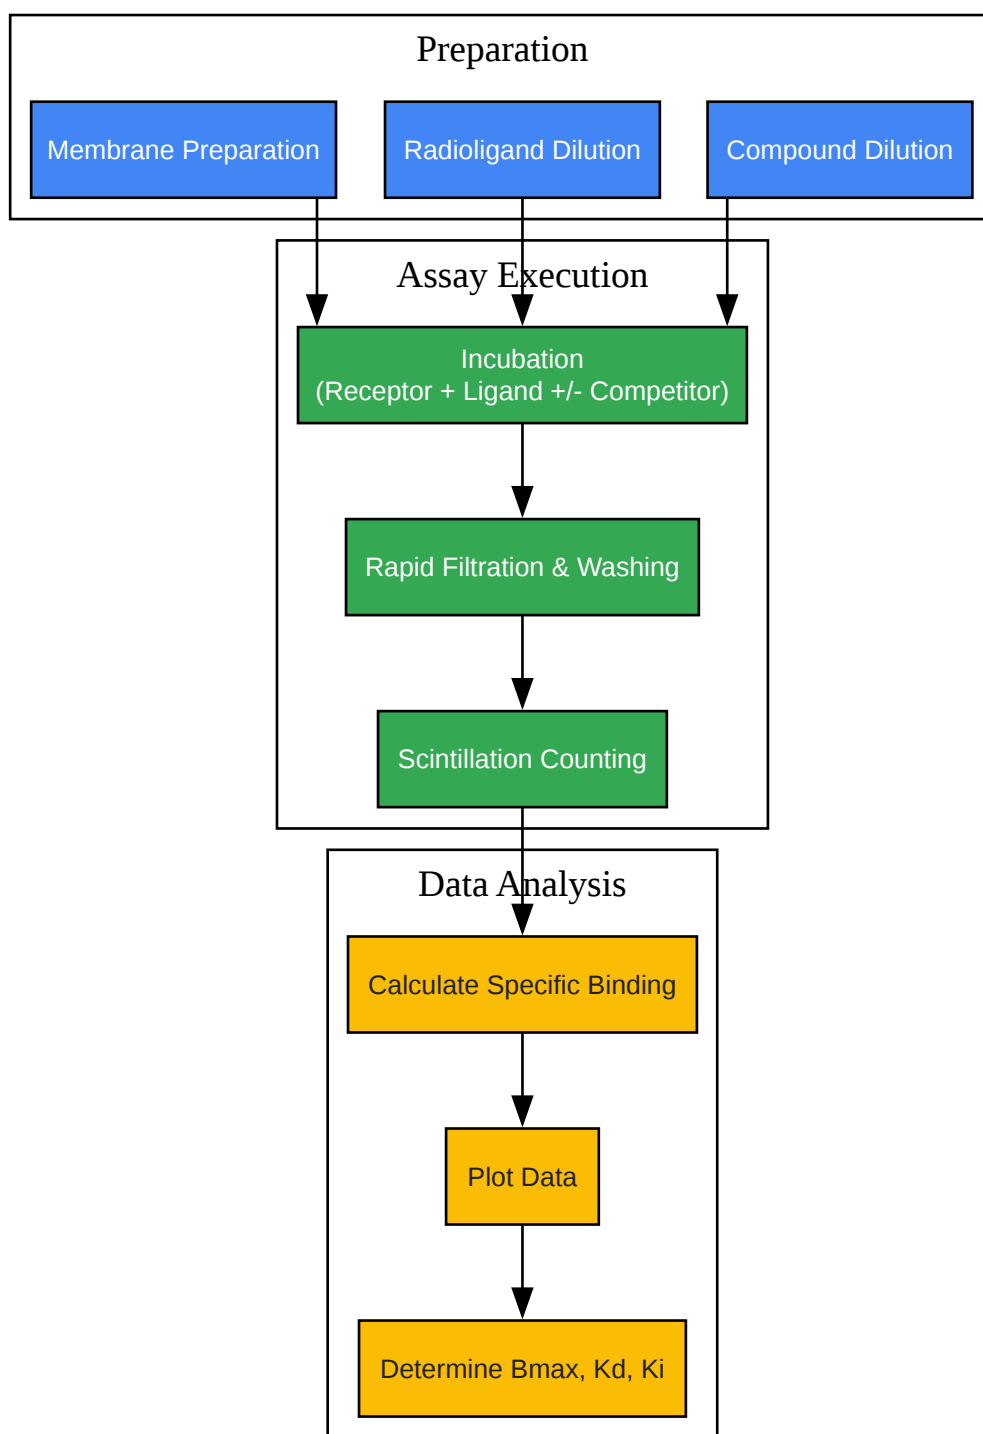 Preparation
Membrane Preparation
Radioligand Dilution
Compound Dilution
Assay Execution
Incubation
(Receptor + Ligand +/- Competitor)
Rapid Filtration & Washing
Scintillation Counting
Data Analysis
Calculate Specific Binding
Plot Data
Determine Bmax, Kd, Ki